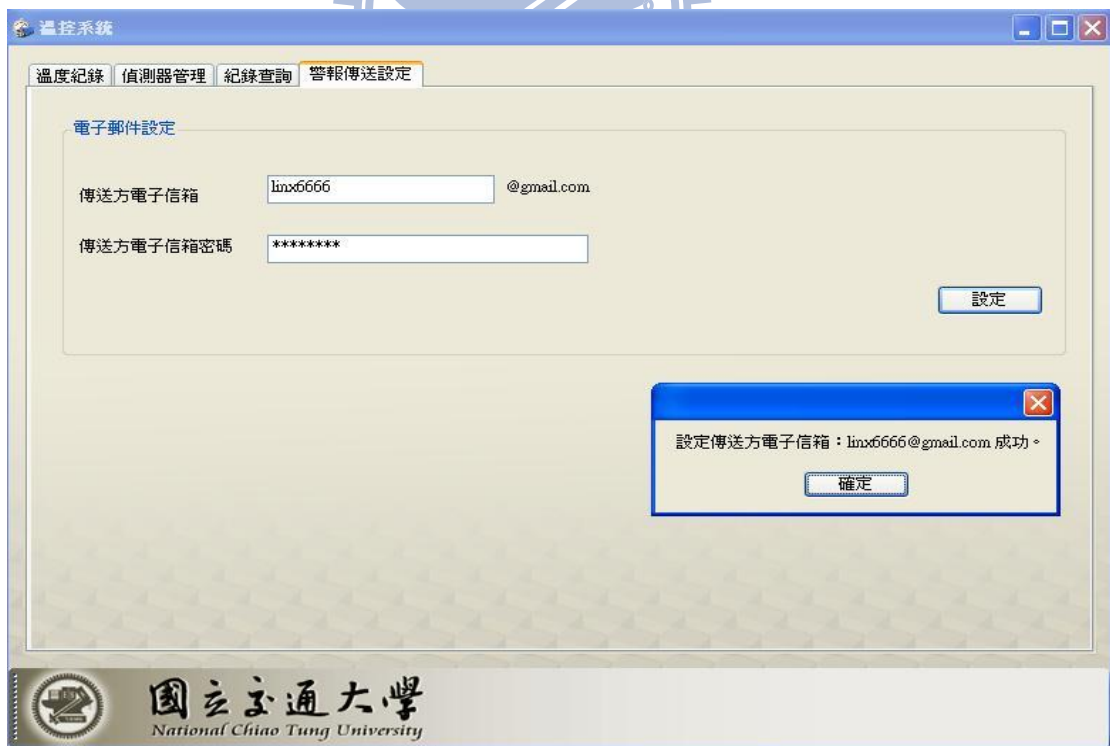 溫控系統
溫度紀錄 偵測器管理 紀錄查詢 警報傳送設定
電子郵件設定
傳送方電子信箱 linx6666 @gmail.com
傳送方電子信箱密碼 ********
設定
設定傳送方電子信箱：linx6666@gmail.com 成功。
確定
國立交通大學
National Chiao Tung University